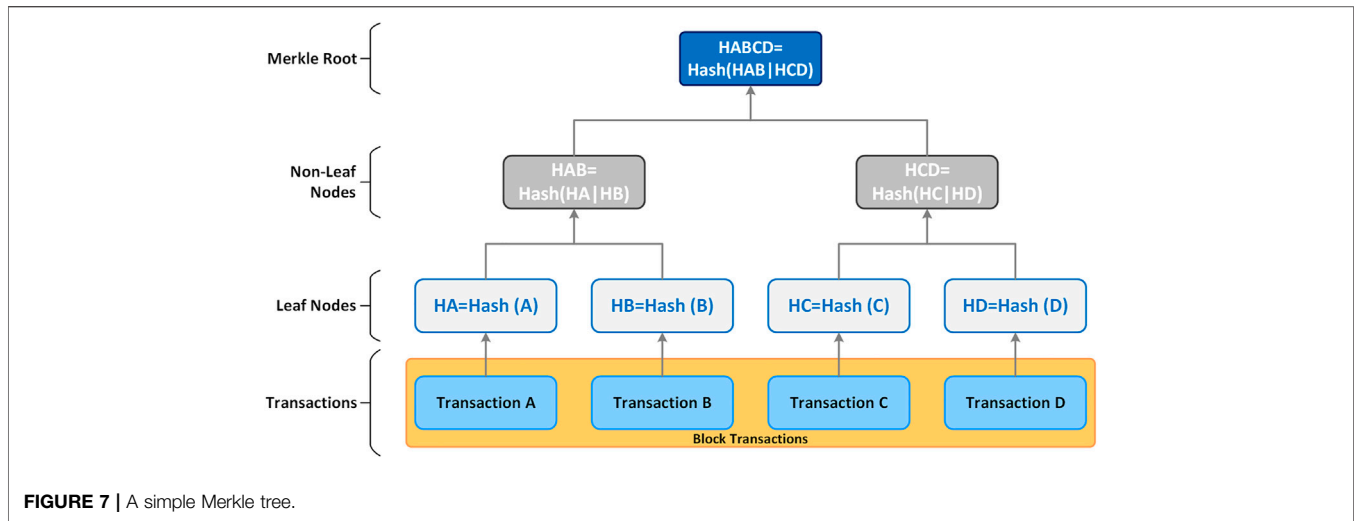 Merkle Root
HABCD=
Hash(HAB|HCD)
Non-Leaf
Nodes
HAB=
Hash(HA|HB)
HCD=
Hash(HC|HD)
Leaf Nodes
HA=Hash (A)
HB=Hash (B)
HC=Hash (C)
HD=Hash (D)
Transactions
Transaction A
Transaction B
Transaction C
Transaction D
Block Transactions
FIGURE 7 | A simple Merkle tree.